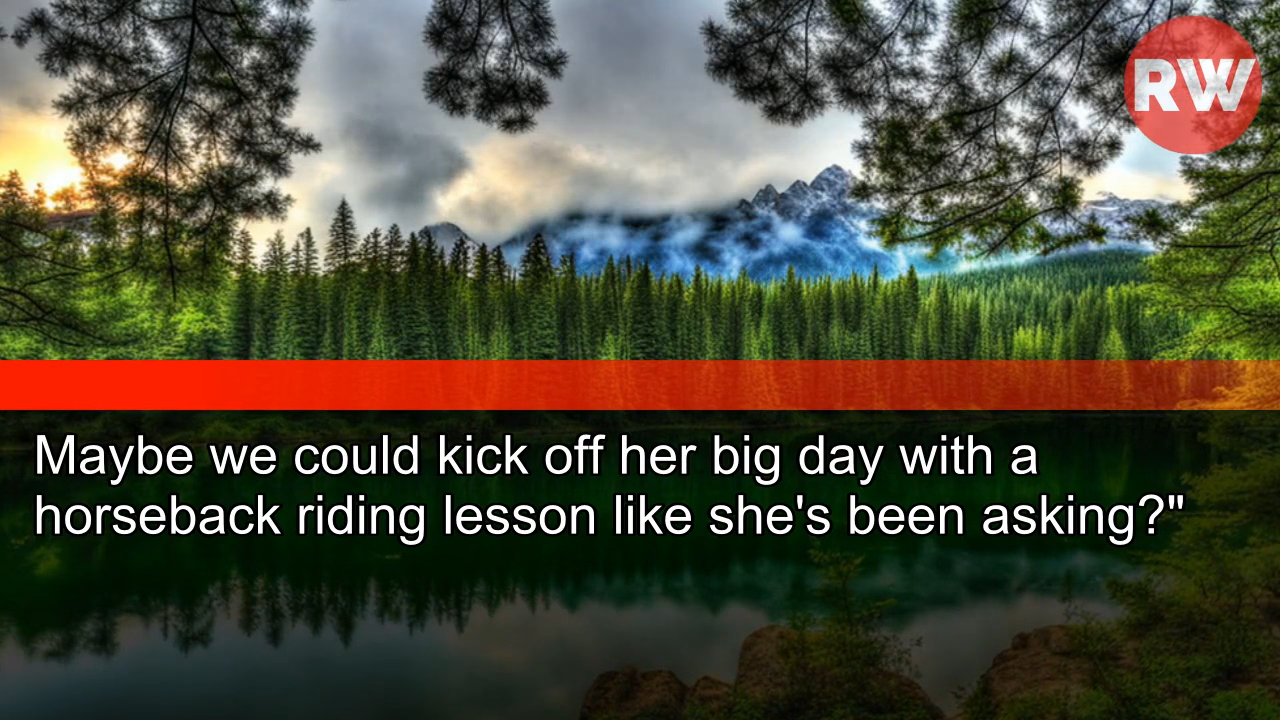 RW
Maybe we could kick off her big day with a
horseback riding lesson like she's been asking?"